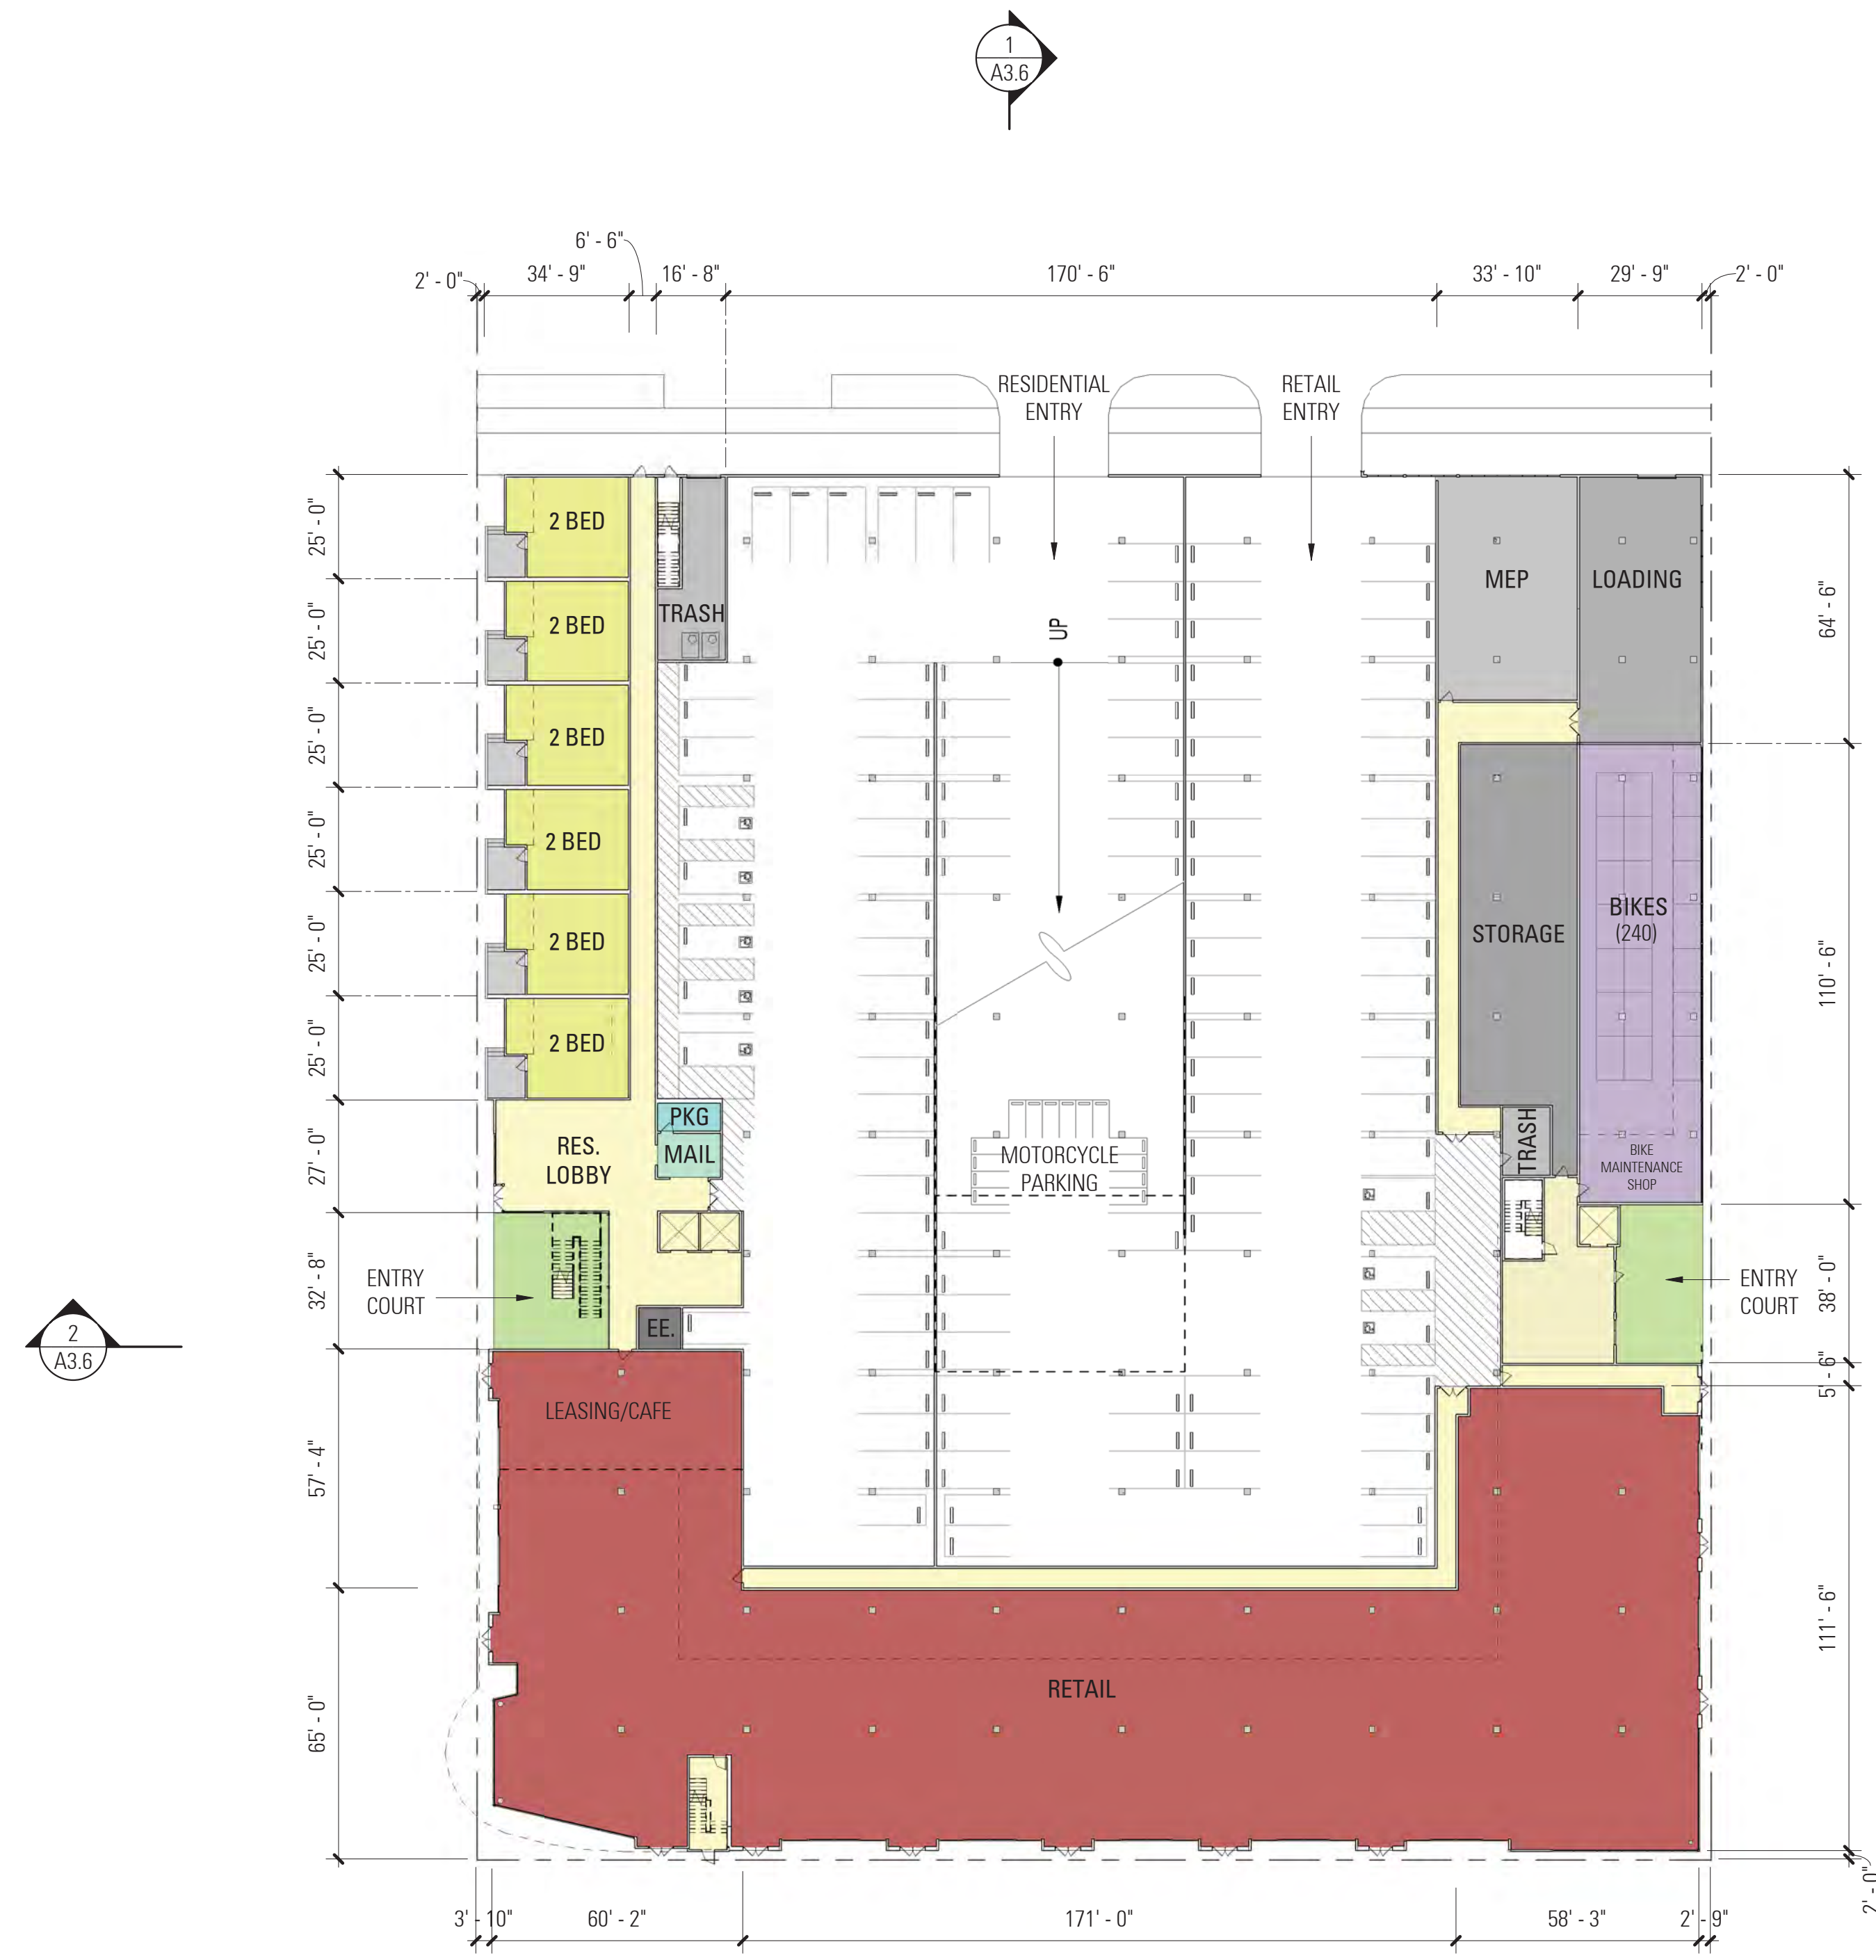 1
A3.6
6' - 6"
2' - 0"
34' - 9"
16' - 8"
170' - 6"
33' - 10"
29' - 9"
2' - 0"
RESIDENTIAL
ENTRY
RETAIL
ENTRY
25' - 0"
25' - 0"
25' - 0"
25' - 0"
25' - 0"
25' - 0"
27' - 0"
32' - 8"
57' - 4"
65' - 0"
2 BED
2 BED
2 BED
2 BED
2 BED
2 BED
TRASH
UP
MEP
LOADING
64' - 6"
STORAGE
BIKES
(240)
110' - 6"
PKG
MAIL
RES.
LOBBY
MOTORCYCLE
PARKING
TRASH
BIKE
MAINTENANCE
SHOP
ENTRY
COURT
EE.
ENTRY
COURT
38' - 0"
5' - 6"
2
A3.6
LEASING/CAFE
RETAIL
111' - 6"
2' - 0"
3' - 10"
60' - 2"
171' - 0"
58' - 3"
2' - 9"